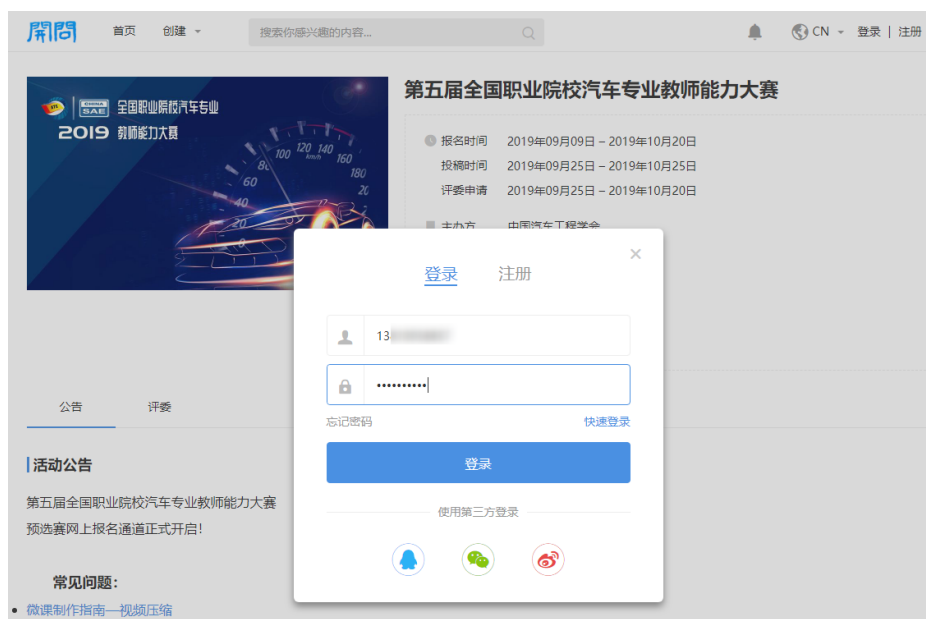 開問 首页 创建 搜索你感兴趣的内容... CN 登录 | 注册
CHINA SAE 全国职业院校汽车专业
2019 教师能力大赛
80 100 120 140 160 180 20
km/h
60
40
20
0
第五届全国职业院校汽车专业教师能力大赛
报名时间 2019年09月09日 – 2019年10月20日
投稿时间 2019年09月25日 – 2019年10月25日
评委申请 2019年09月25日 – 2019年10月20日
主办方 中国汽车工程学会
登录 注册
13
••••••••••
忘记密码 快速登录
登录
使用第三方登录
公告 评委
活动公告
第五届全国职业院校汽车专业教师能力大赛
预选赛网上报名通道正式开启！
常见问题：
微课制作指南—视频压缩